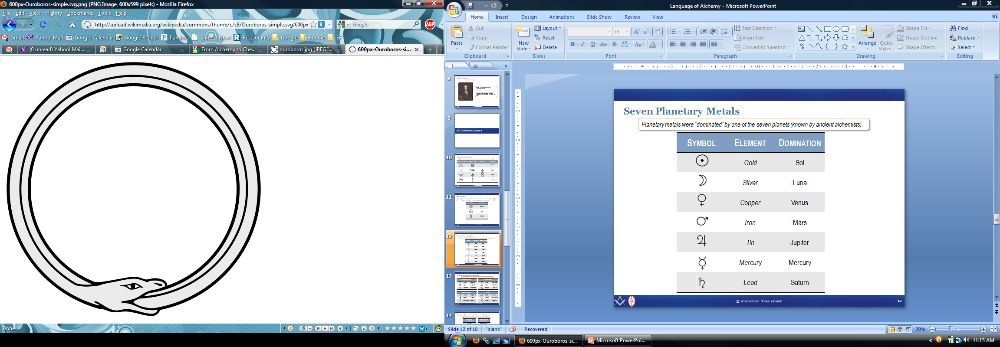 600px-Ouroboros-simple.svg.png (PNG Image, 600x599 pixels) - Mozilla Firefox
File Edit View History Bookmarks Tools Help
http://upload.wikimedia.org/wikipedia/commons/thumb/c/c8/Ouroboros-simple.svg/600px
Google
ABP
Gmail Yahoo! Mail Google Calendar Google Reader Pandora Snipe It Now! Restaurants Google Foodie SF
(0 unread) Yahoo! Mai... Google Calendar From Alchemy to Che... ouroboros.jpg (JPEG I... 600px-Ouroboros-si...
Done
Language of Alchemy - Microsoft PowerPoint
Home Insert Design Animations Slide Show Review View
Paste Cut
Copy
Format Painter
Clipboard
New Slide Layout
Reset
Delete
Slides
16
B I U abc S AV Aa A
Font
Text Direction
Align Text
Convert to SmartArt
Paragraph
Arrange Quick Styles
Shape Fill
Shape Outline
Shape Effects
Drawing
Find
Replace
Select
Editing
8
9
Alchemical Symbols
10
11
12
13
14
Seven Planetary Metals
Planetary metals were “dominated” by one of the seven planets (known by ancient alchemists).
Symbol Element Domination
Gold Sol
Silver Luna
Copper Venus
Iron Mars
Tin Jupiter
Mercury Mercury
Lead Saturn
© 2010 Jordan Tyler Yelinek 12
Slide 12 of 18 "blank" Recovered 70%
600px-Ouroboros-si... Microsoft PowerPoi... 11:15 AM